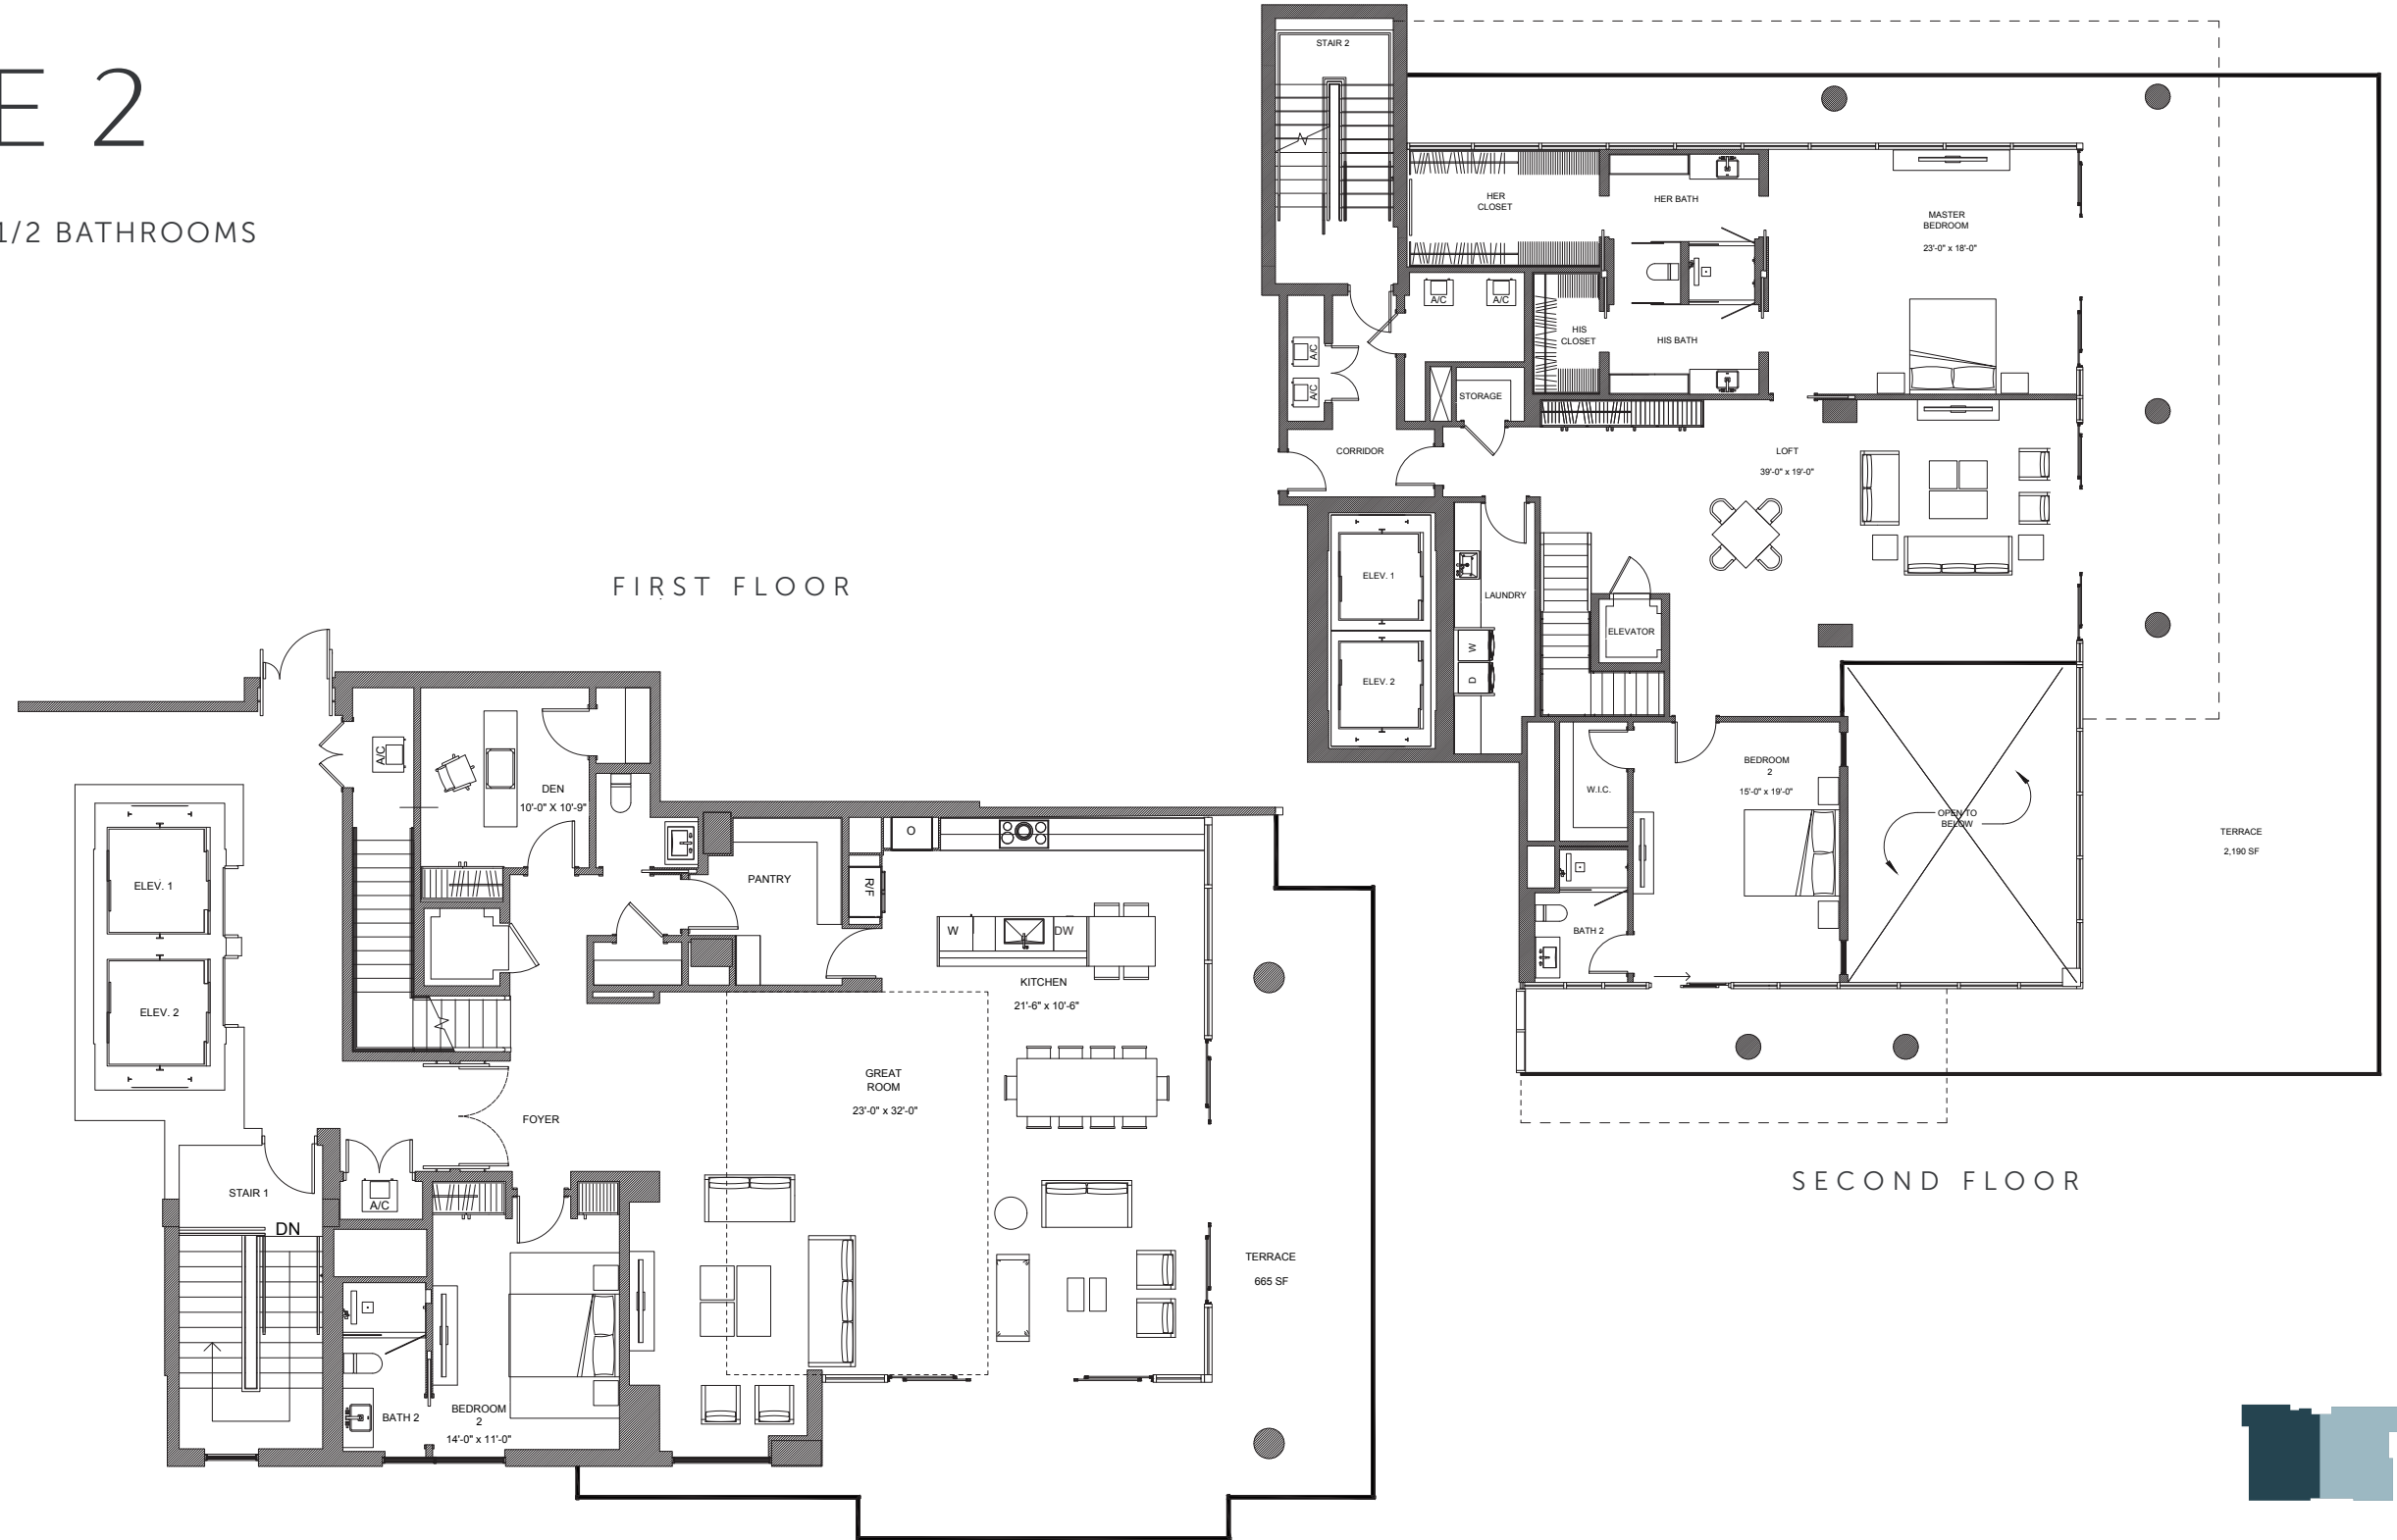 E 2
1/2 BATHROOMS
FIRST FLOOR
A/C
DEN
10'-0" X 10'-9"
ELEV. 1
ELEV. 2
PANTRY
O
R/F
W
DW
KITCHEN
21'-6" x 10'-6"
GREAT
ROOM
23'-0" x 32'-0"
FOYER
STAIR 1
DN
A/C
BATH 2
BEDROOM
2
14'-0" x 11'-0"
TERRACE
665 SF
STAIR 2
HER
CLOSET
HER BATH
MASTER
BEDROOM
23'-0" x 18'-0"
A/C
A/C
A/C
A/C
HIS
CLOSET
HIS BATH
STORAGE
CORRIDOR
LOFT
39'-0" x 19'-0"
ELEV. 1
ELEV. 2
LAUNDRY
W
D
ELEVATOR
BEDROOM
2
15'-0" x 19'-0"
W.I.C.
BATH 2
OPEN TO
BELOW
TERRACE
2,190 SF
SECOND FLOOR